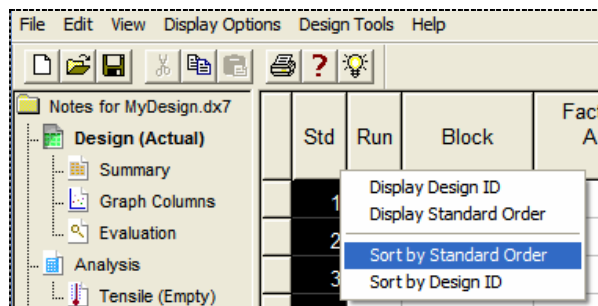 File Edit View Display Options Design Tools Help
Notes for MyDesign.dx7
Design (Actual)
Summary
Graph Columns
Evaluation
Analysis
Tensile (Empty)
Std Run Block Fact
A
1
2
3
Display Design ID
Display Standard Order
Sort by Standard Order
Sort by Design ID